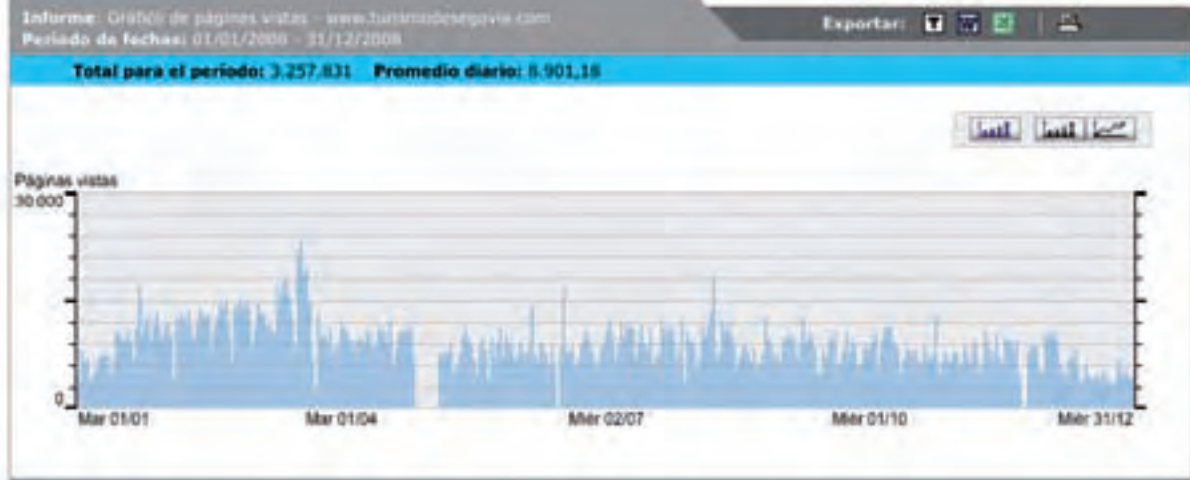 Informe: Gráfico de páginas vistas - www.turismodesegovia.com
Periodo de fechas: 01/01/2008 - 31/12/2008
Exportar:
Total para el período: 3.257.831 Promedio diario: 8.901,18
Páginas vistas
30.000
0
Mar 01/01 Mar 01/04 Miér 02/07 Miér 01/10 Miér 31/12